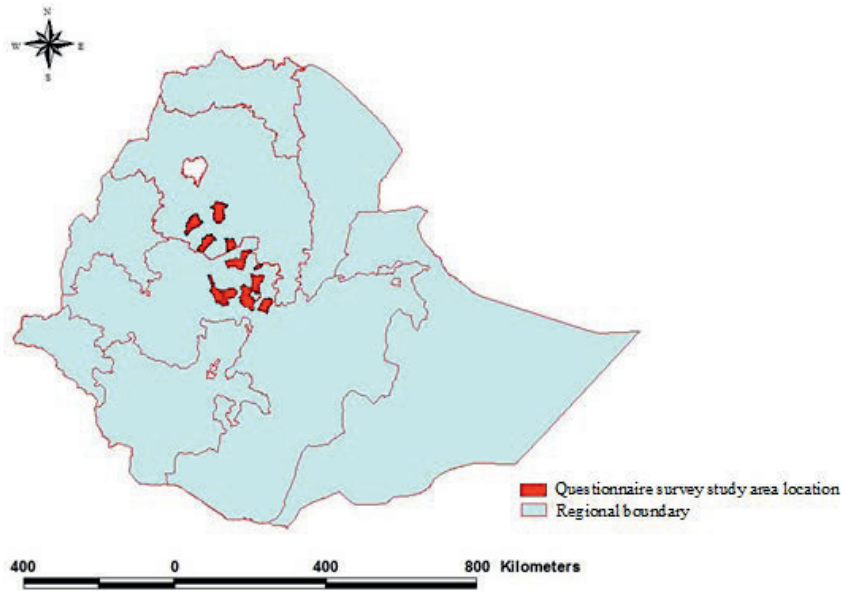 N
W E
S
Questionnaire survey study area location
Regional boundary
400 0 400 800 Kilometers